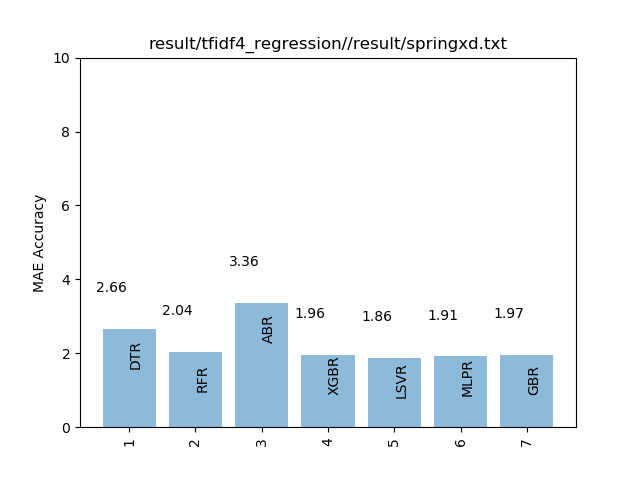 result/tfidf4_regression//result/springxd.txt
MAE Accuracy
10
8
6
4
2
0
2.66
2.04
3.36
1.96
1.86
1.91
1.97
DTR
RFR
ABR
XGBR
LSVR
MLPR
GBR
1
2
3
4
5
6
7